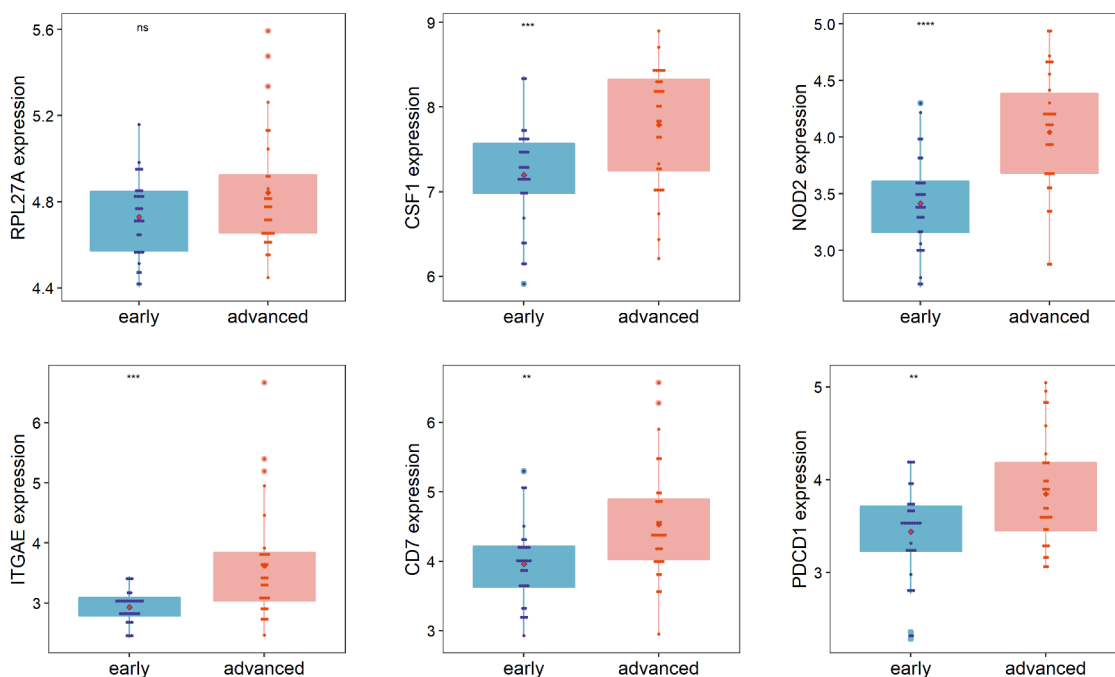 RPL27A expression
5.6
5.2
4.8
4.4
ns
early
advanced
CSF1 expression
9
8
7
6
***
early
advanced
NOD2 expression
5.0
4.5
4.0
3.5
3.0
****
early
advanced
ITGAE expression
6
5
4
3
***
early
advanced
CD7 expression
6
5
4
3
**
early
advanced
PDCD1 expression
5
4
3
**
early
advanced